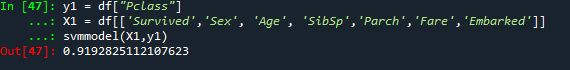 In [47]: y1 = df["Pclass"]
...: X1 = df[['Survived','Sex', 'Age', 'SibSp','Parch','Fare','Embarked']]
...: svmmodel(X1,y1)
Out[47]: 0.9192825112107623